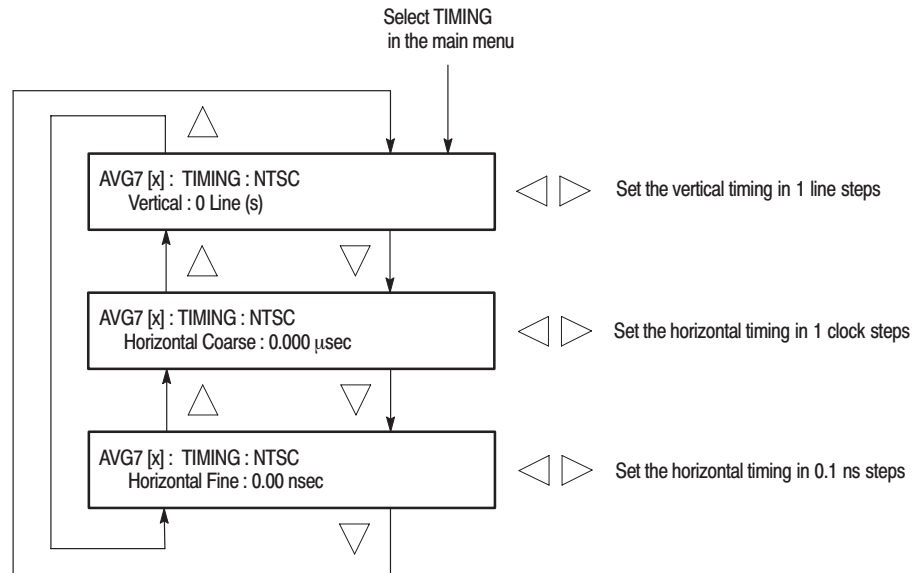 Select TIMING
in the main menu
AVG7 [x] : TIMING : NTSC
Vertical : 0 Line (s)
Set the vertical timing in 1 line steps
AVG7 [x] : TIMING : NTSC
Horizontal Coarse : 0.000 μsec
Set the horizontal timing in 1 clock steps
AVG7 [x] : TIMING : NTSC
Horizontal Fine : 0.00 nsec
Set the horizontal timing in 0.1 ns steps